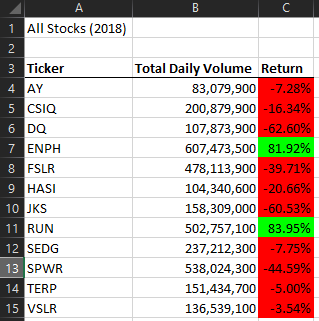 A B C
1 All Stocks (2018)
2
3 Ticker Total Daily Volume Return
4 AY 83,079,900 -7.28%
5 CSIQ 200,879,900 -16.34%
6 DQ 107,873,900 -62.60%
7 ENPH 607,473,500 81.92%
8 FSLR 478,113,900 -39.71%
9 HASI 104,340,600 -20.66%
10 JKS 158,309,000 -60.53%
11 RUN 502,757,100 83.95%
12 SEDG 237,212,300 -7.75%
13 SPWR 538,024,300 -44.59%
14 TERP 151,434,700 -5.00%
15 VSLR 136,539,100 -3.54%